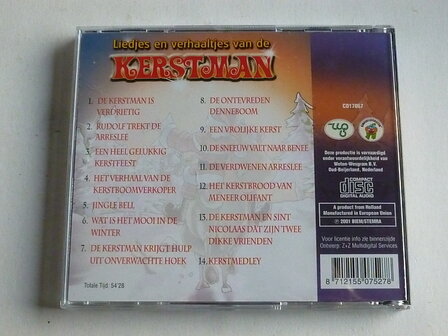 Liedjes en verhaaltjes van de
KERSTMAN
1. DE KERSTMAN IS
VERDRIETIG
2. RUDOLF TREKT DE
ARRESLEE
3. EEN HEEL GELUKKIG
KERSTFEEST
4. HET VERHAAL VAN DE
KERSTBOOMVERKOPER
5. JINGLE BELL
6. WAT IS HET MOOI IN DE
WINTER
7. DE KERSTMAN KRIJGT HULP
UIT ONVERWACHTE HOEK
8. DE ONTEVREDEN
DENNEBOOM
9. EEN VROLIJKE KERST
10. DE SNEEUW VALT NAAR BENEE
11. DE VERDWENEN ARRESLEE
12. HET KERSTBROOD VAN
MENEER OLIFANT
13. DE KERSTMAN EN SINT
NICOLAAS DAT ZIJN TWEE
DIKKE VRIENDEN
14. KERSTMEDLEY
Totale Tijd: 54'28
Deze productie is vervaardigd
onder verantwoordelijkheid van
Weton-Wesgram B.V.
Oud-Beijerland, Nederland
COMPACT
disc
DIGITAL AUDIO
A product from Holland
Manufactured in European Union
℗ 2001 BIEM/STEMRA
Voor licentie info zie binnenzijde
Ontwerp: Z+Z Multidigital Services
8 712155 075278